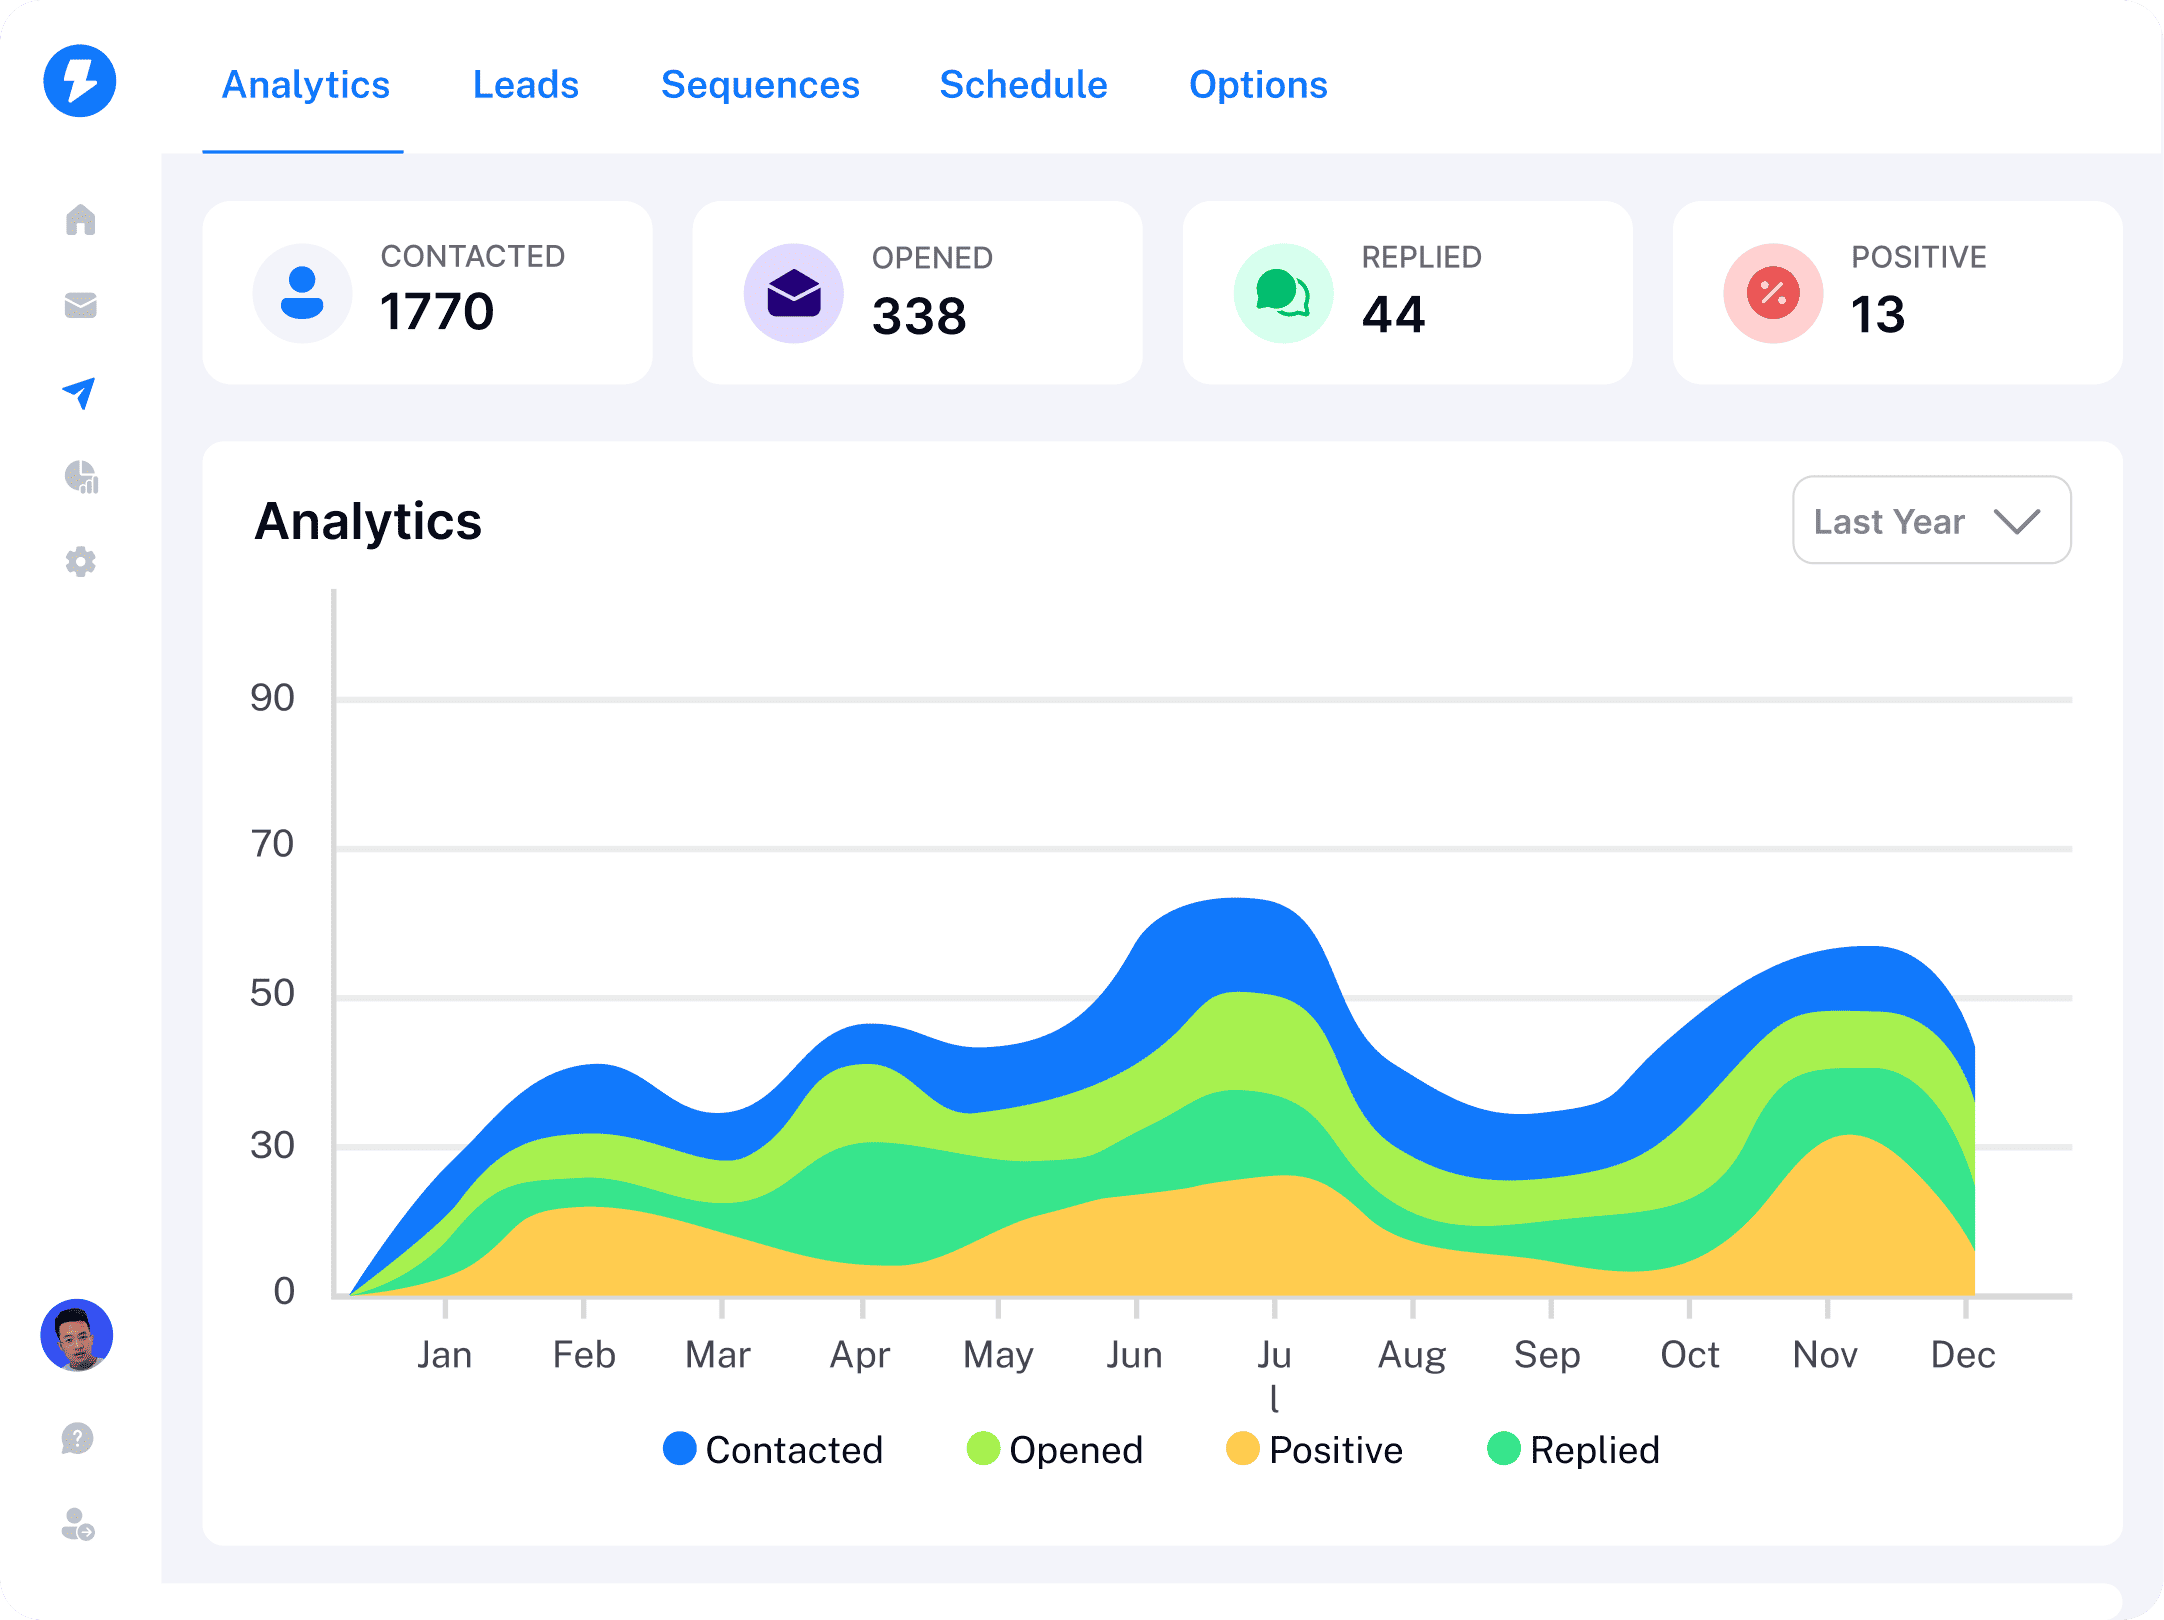 Analytics Leads Sequences Schedule Options
CONTACTED
1770
OPENED
338
REPLIED
44
POSITIVE
13
Analytics
Last Year
90
70
50
30
0
Jan Feb Mar Apr May Jun Ju Aug Sep Oct Nov Dec
l
Contacted Opened Positive Replied